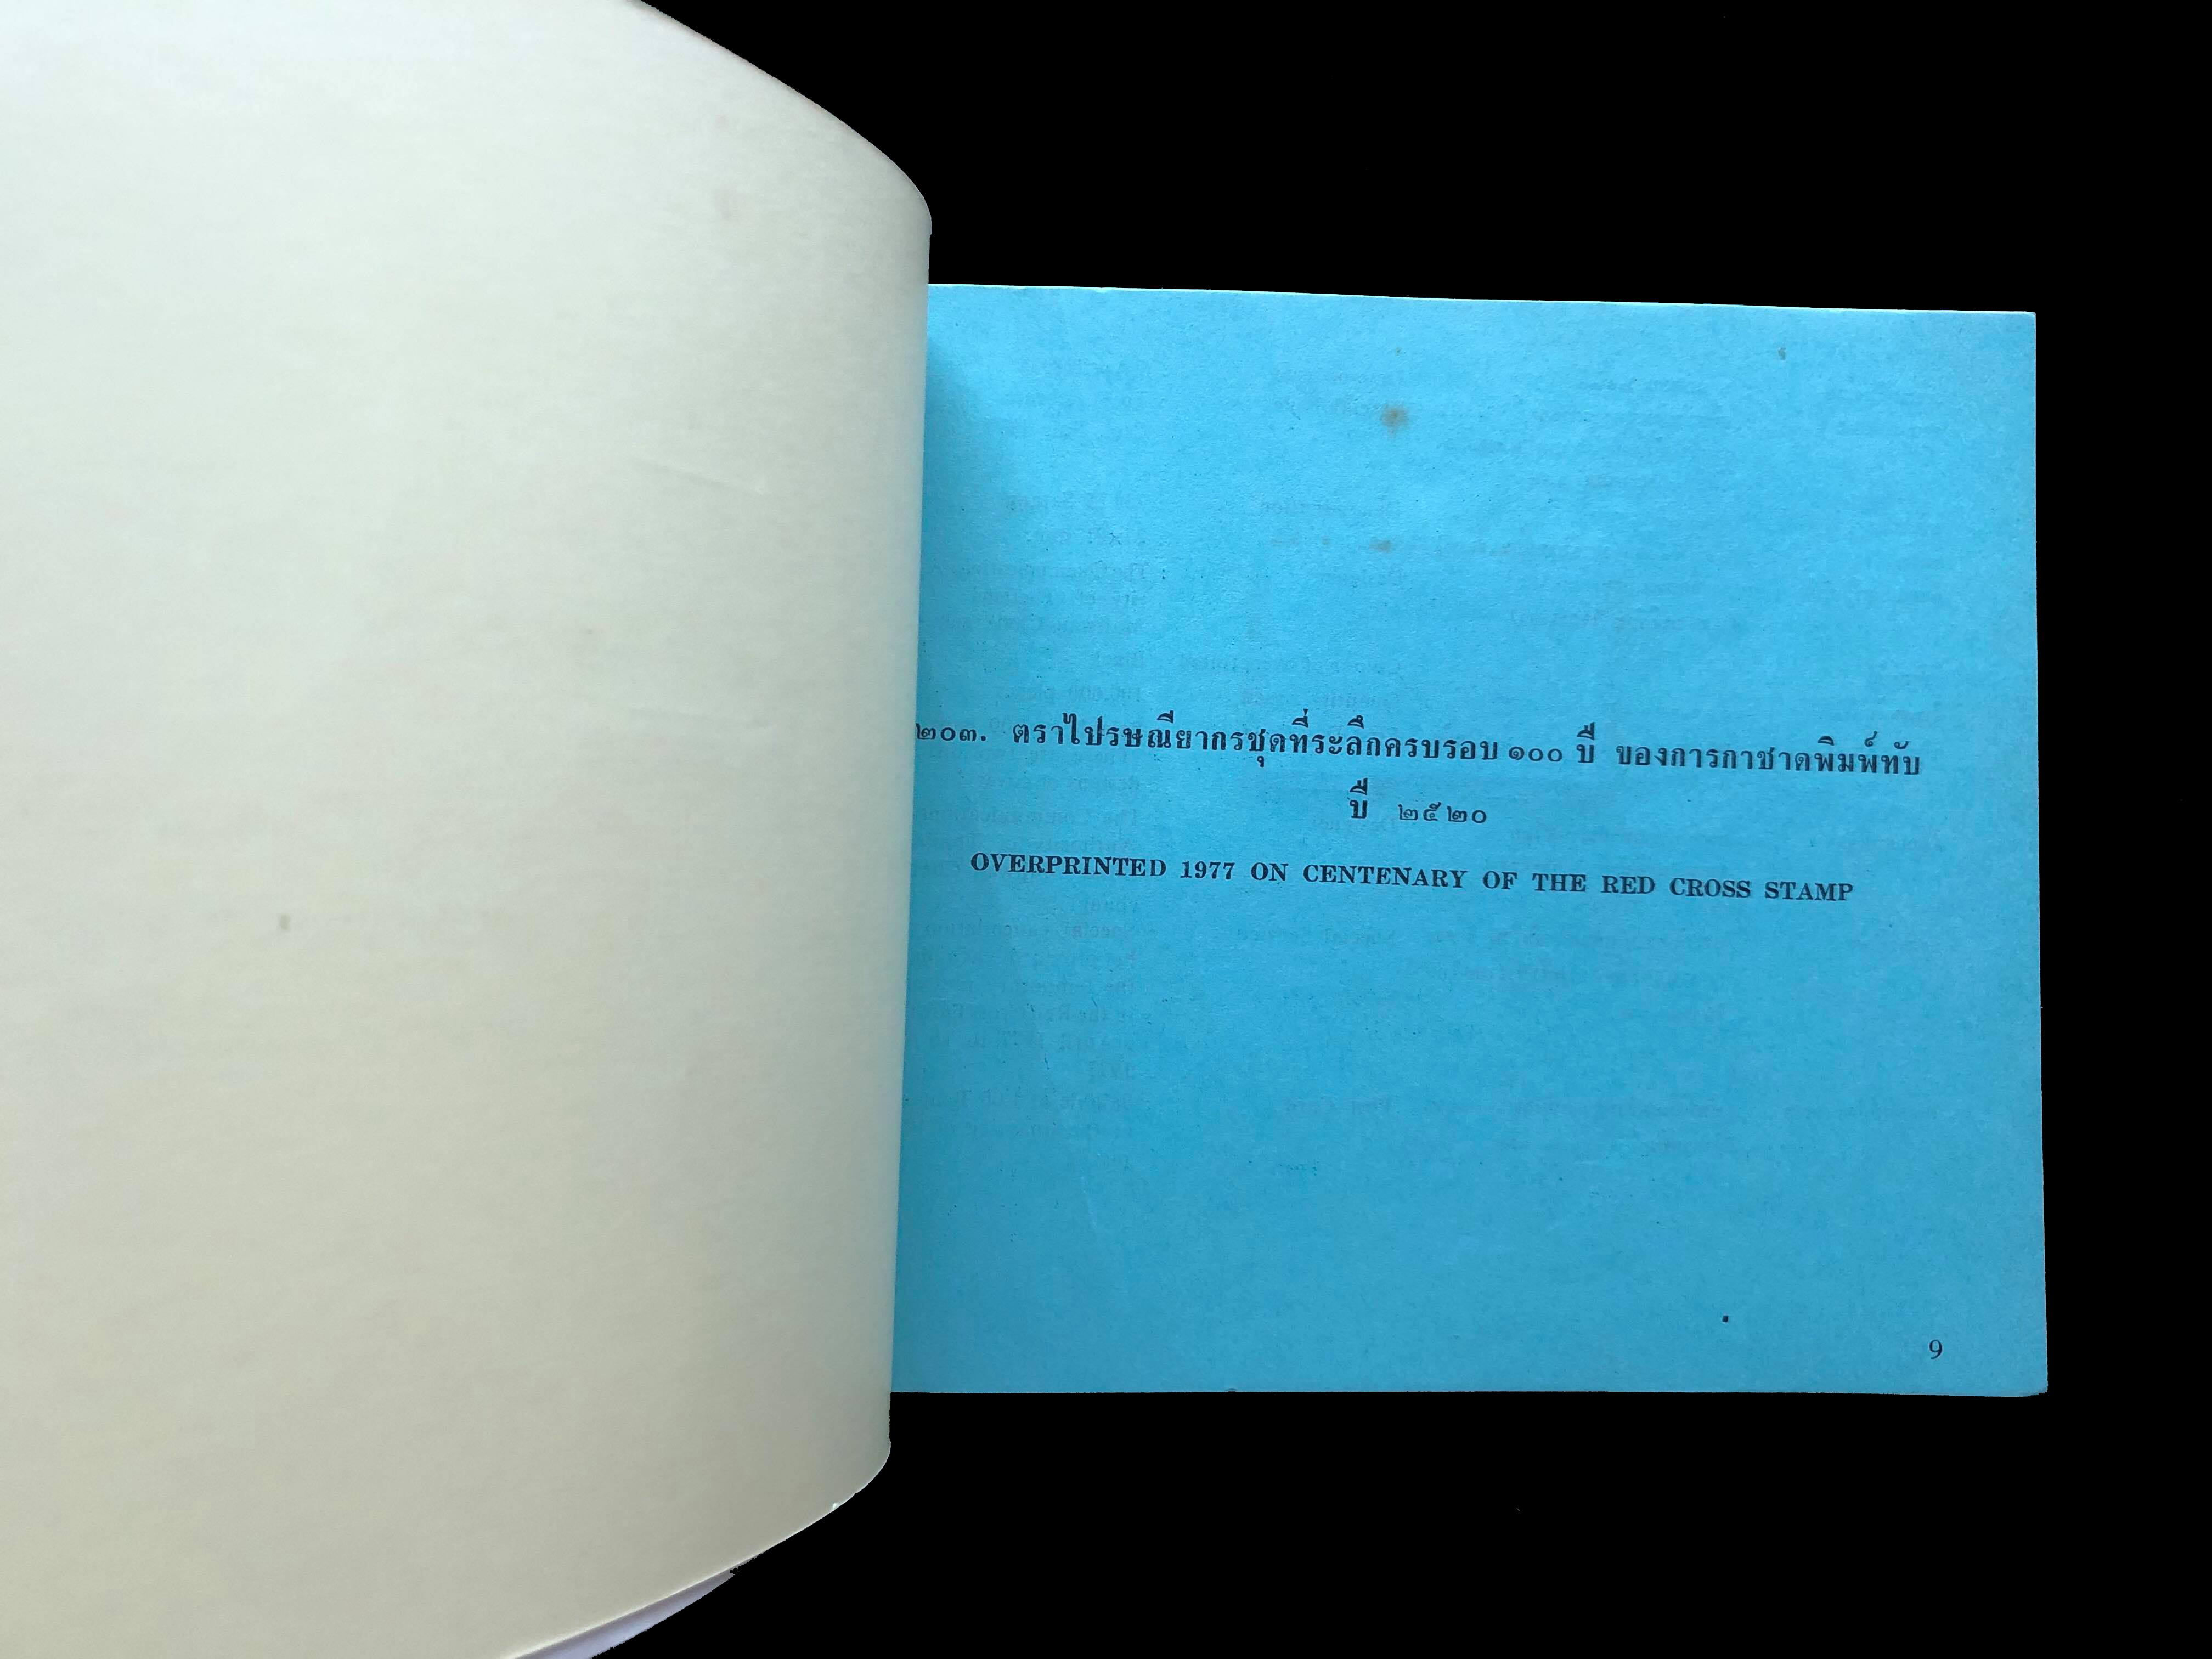 ๒๐๓. ตราไปรษณียากรชุดที่ระลึกครบรอบ ๑๐๐ ปี ของการกาชาดพิมพ์ทับ
ปี ๒๕๒๐
OVERPRINTED 1977 ON CENTENARY OF THE RED CROSS STAMP
9